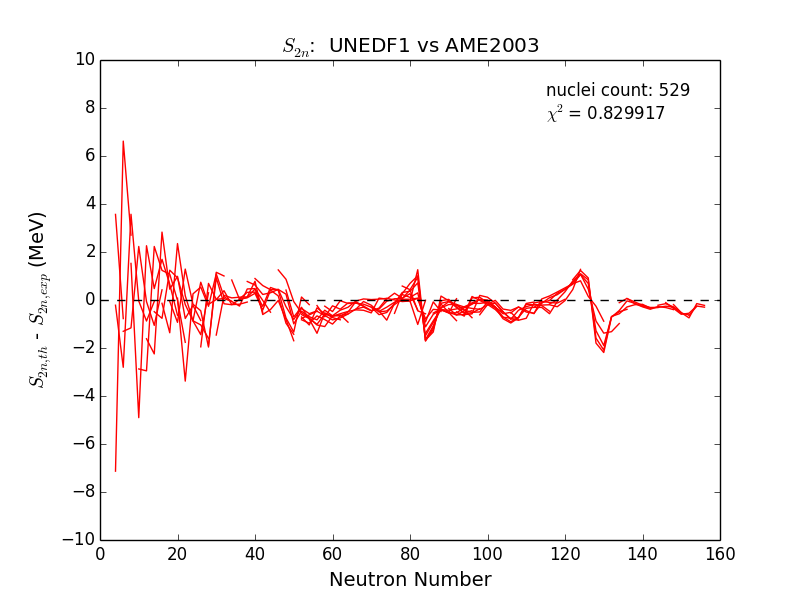 S₂ₙ: UNEDF1 vs AME2003
nuclei count: 529
χ² = 0.829917
S₂ₙ,ₜₕ - S₂ₙ,ₑₓₚ (MeV)
10
8
6
4
2
0
−2
−4
−6
−8
−10
0 20 40 60 80 100 120 140 160
Neutron Number